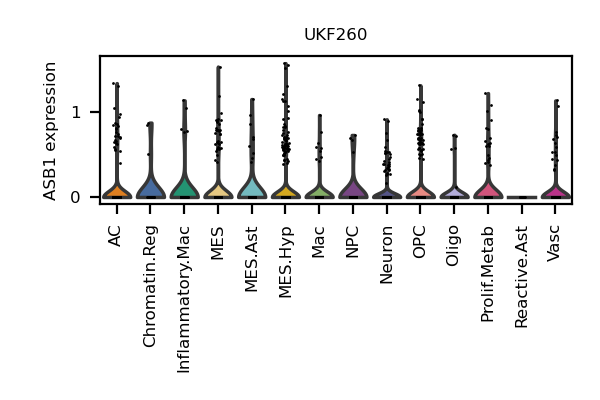 UKF260
ASB1 expression
1
0
AC
Chromatin.Reg
Inflammatory.Mac
MES
MES.Ast
MES.Hyp
Mac
NPC
Neuron
OPC
Oligo
Prolif.Metab
Reactive.Ast
Vasc